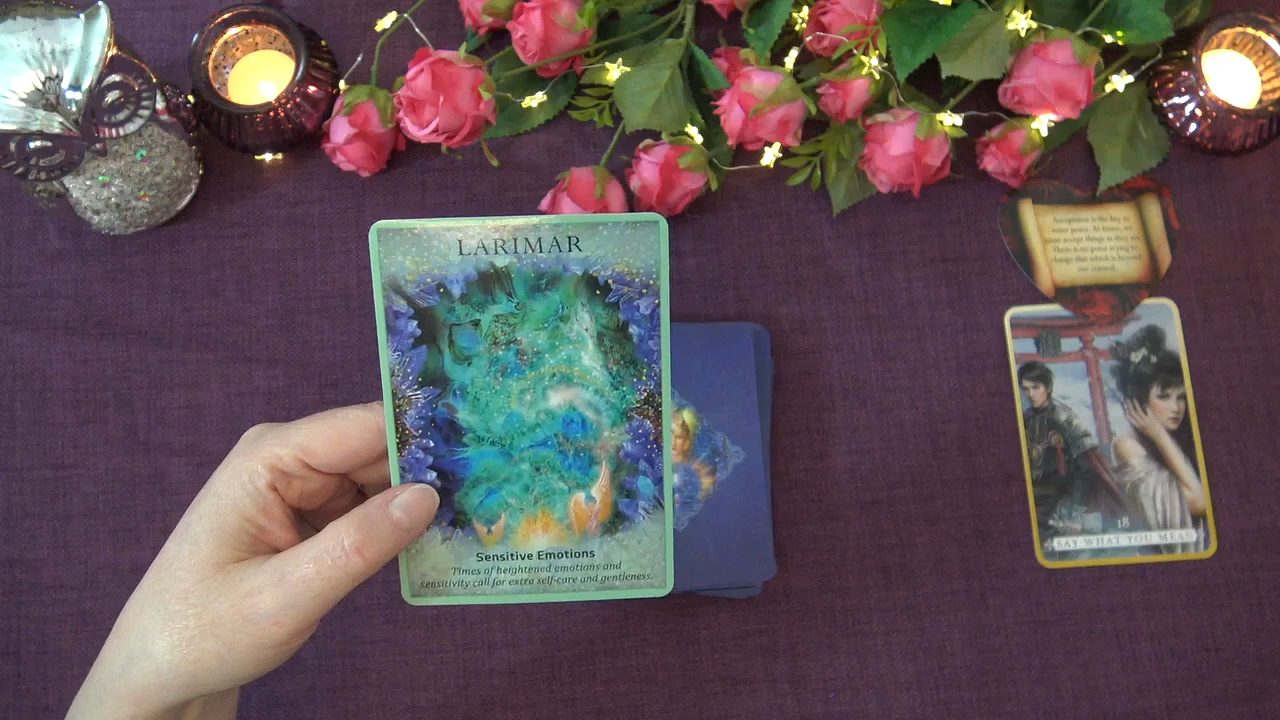 LARIMAR
Sensitive Emotions
Times of heightened emotions and
sensitivity call for extra self-care and gentleness.
Acceptance is the key to
inner peace. At times, we
must accept things as they are.
There is no point trying to
change that which is beyond
our control.
18
SAY WHAT YOU MEAN